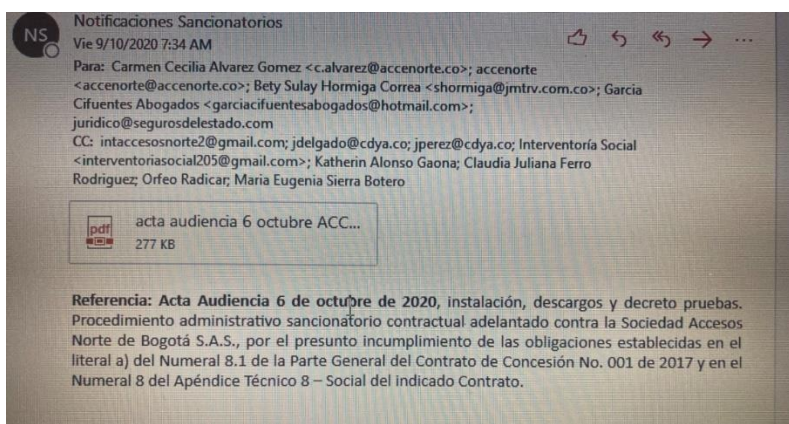 NS
Notificaciones Sancionatorios
Vie 9/10/2020 7:34 AM
Para: Carmen Cecilia Alvarez Gomez <c.alvarez@accenorte.co>; accenorte
<accenorte@accenorte.co>; Bety Sulay Hormiga Correa <shormiga@jmtrv.com.co>; Garcia
Cifuentes Abogados <garciacifuentesabogados@hotmail.com>;
juridico@segurosdelestado.com
CC: intaccesosnorte2@gmail.com; jdelgado@cdya.co; jperez@cdya.co; Interventoría Social
<interventoriasocial205@gmail.com>; Katherin Alonso Gaona; Claudia Juliana Ferro
Rodriguez; Orfeo Radicar; Maria Eugenia Sierra Botero
pdf
acta audiencia 6 octubre ACC...
277 KB
Referencia: Acta Audiencia 6 de octubre de 2020, instalación, descargos y decreto pruebas.
Procedimiento administrativo sancionatorio contractual adelantado contra la Sociedad Accesos
Norte de Bogotá S.A.S., por el presunto incumplimiento de las obligaciones establecidas en el
literal a) del Numeral 8.1 de la Parte General del Contrato de Concesión No. 001 de 2017 y en el
Numeral 8 del Apéndice Técnico 8 – Social del indicado Contrato.